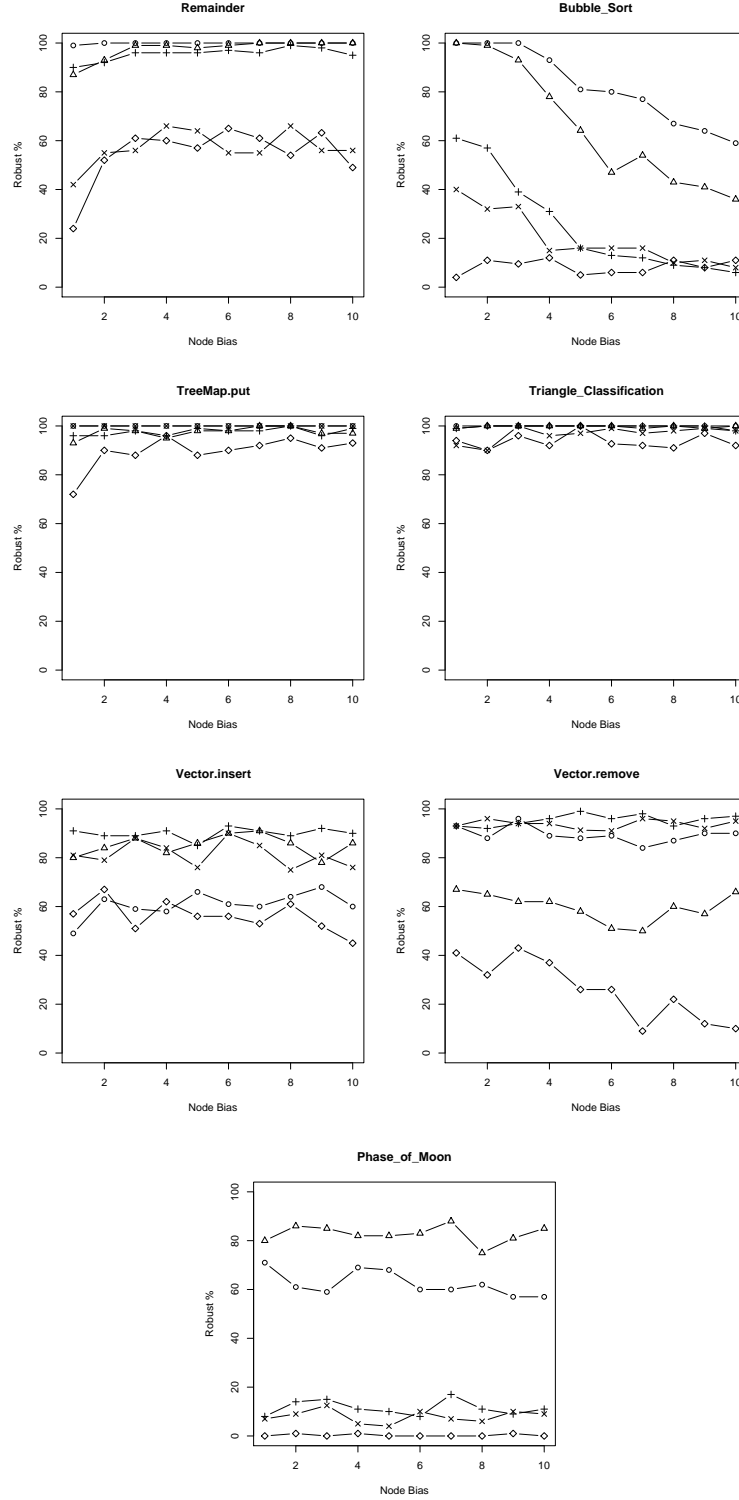 Remainder
Robust %
0 20 40 60 80 100
2 4 6 8 10
Node Bias
Bubble_Sort
Robust %
0 20 40 60 80 100
2 4 6 8 10
Node Bias
TreeMap.put
Robust %
0 20 40 60 80 100
2 4 6 8 10
Node Bias
Triangle_Classification
Robust %
0 20 40 60 80 100
2 4 6 8 10
Node Bias
Vector.insert
Robust %
0 20 40 60 80 100
2 4 6 8 10
Node Bias
Vector.remove
Robust %
0 20 40 60 80 100
2 4 6 8 10
Node Bias
Phase_of_Moon
Robust %
0 20 40 60 80 100
2 4 6 8 10
Node Bias